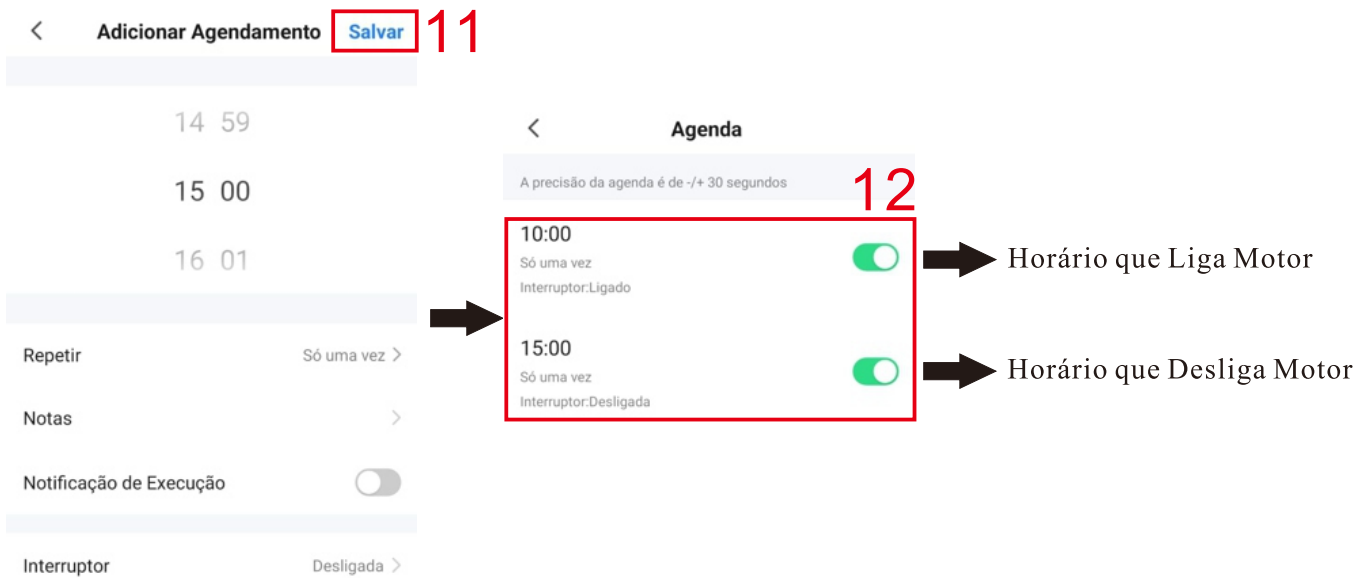 Adicionar Agendamento Salvar 11
14 59
15 00
16 01
Repetir Só uma vez
Notas
Notificação de Execução
Interruptor Desligada
Agenda
A precisão da agenda é de -/+ 30 segundos
12
10:00
Só uma vez
Interruptor:Ligado
Horário que Liga Motor
15:00
Só uma vez
Interruptor:Desligada
Horário que Desliga Motor